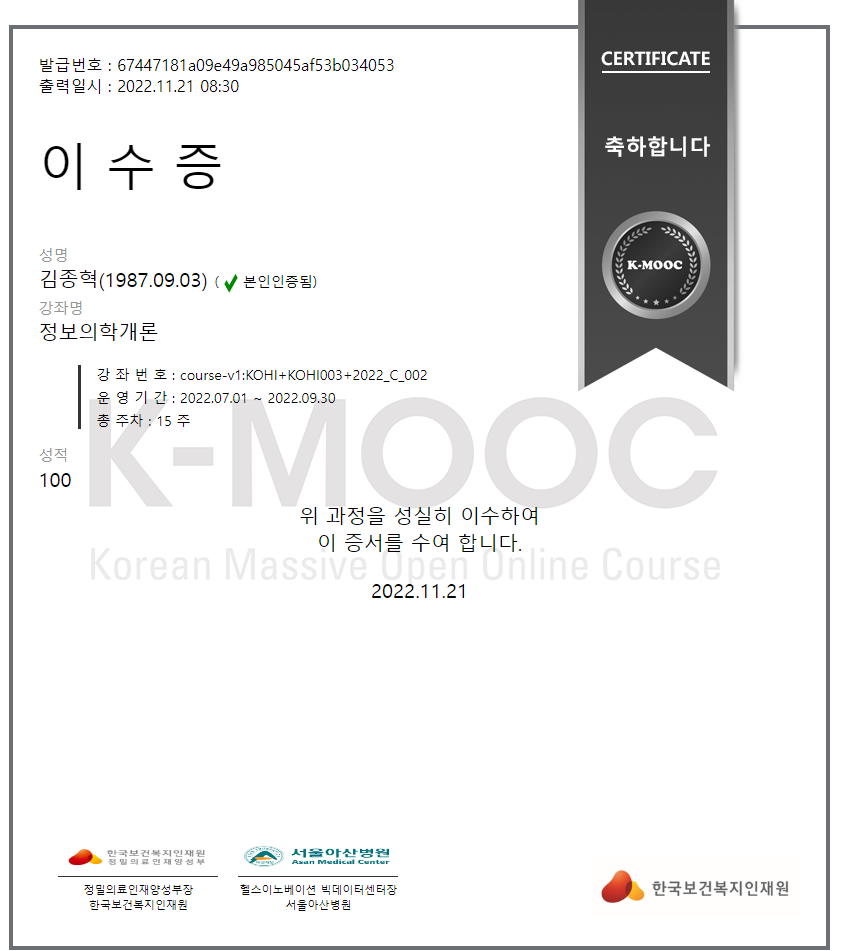 발급번호 : 67447181a09e49a985045af53b034053
출력일시 : 2022.11.21 08:30
CERTIFICATE
축하합니다
K-MOOC
이 수 증
성명
김종혁(1987.09.03) ( 본인인증됨)
강좌명
정보의학개론
강 좌 번 호 : course-v1:KOHI+KOHI003+2022_C_002
운 영 기 간 : 2022.07.01 ~ 2022.09.30
총 주차 : 15 주
K-MOOC
성적
100
위 과정을 성실히 이수하여
이 증서를 수여 합니다.
Korean Massive Open Online Course
2022.11.21
한국보건복지인재원
정밀의료인재양성부
정밀의료인재양성부장
한국보건복지인재원
서울아산병원
Asan Medical Center
헬스이노베이션 빅데이터센터장
서울아산병원
한국보건복지인재원